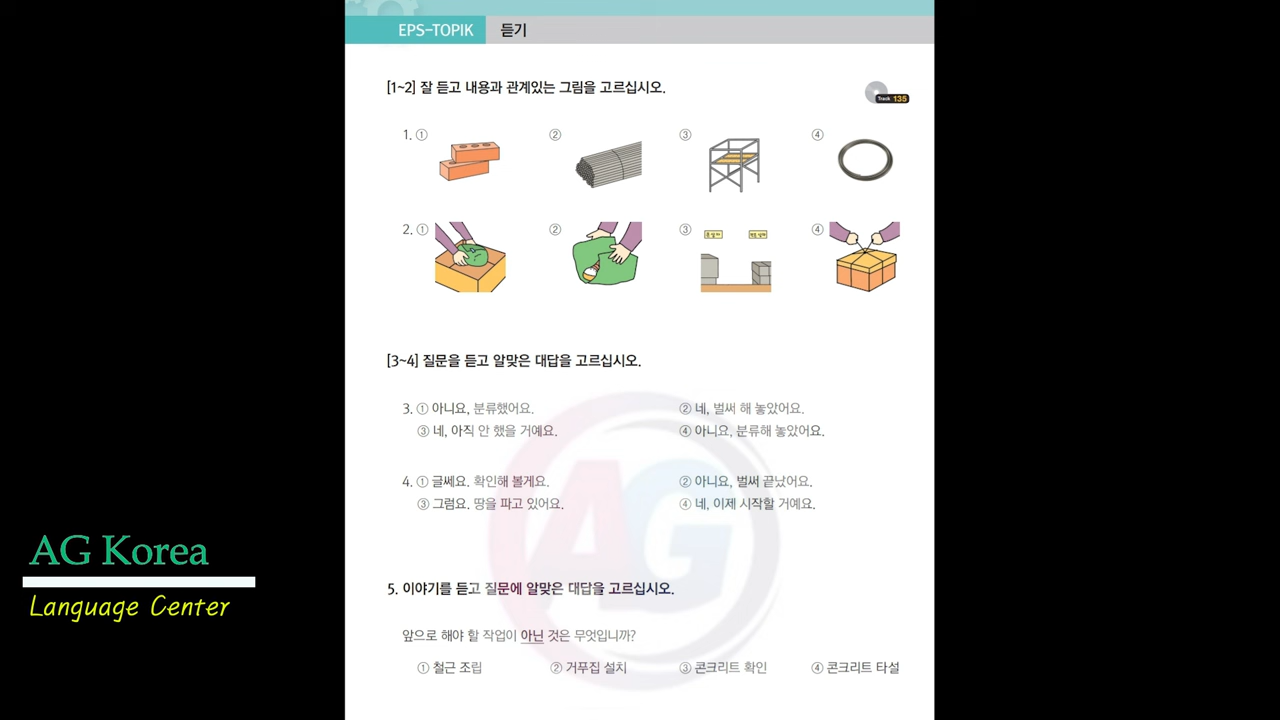 EPS-TOPIK 듣기
[1~2] 잘 듣고 내용과 관계있는 그림을 고르십시오.
Track 135
1. ① ② ③ ④
2. ① ② ③ ④
[3~4] 질문을 듣고 알맞은 대답을 고르십시오.
3. ① 아니요, 분류했어요. ② 네, 벌써 해 놓았어요.
③ 네, 아직 안 했을 거예요. ④ 아니요, 분류해 놓았어요.
4. ① 글쎄요. 확인해 볼게요. ② 아니요, 벌써 끝났어요.
③ 그럼요. 땅을 파고 있어요. ④ 네, 이제 시작할 거예요.
AG
AG Korea
Language Center
5. 이야기를 듣고 질문에 알맞은 대답을 고르십시오.
앞으로 해야 할 작업이 아닌 것은 무엇입니까?
① 철근 조립 ② 거푸집 설치 ③ 콘크리트 확인 ④ 콘크리트 타설